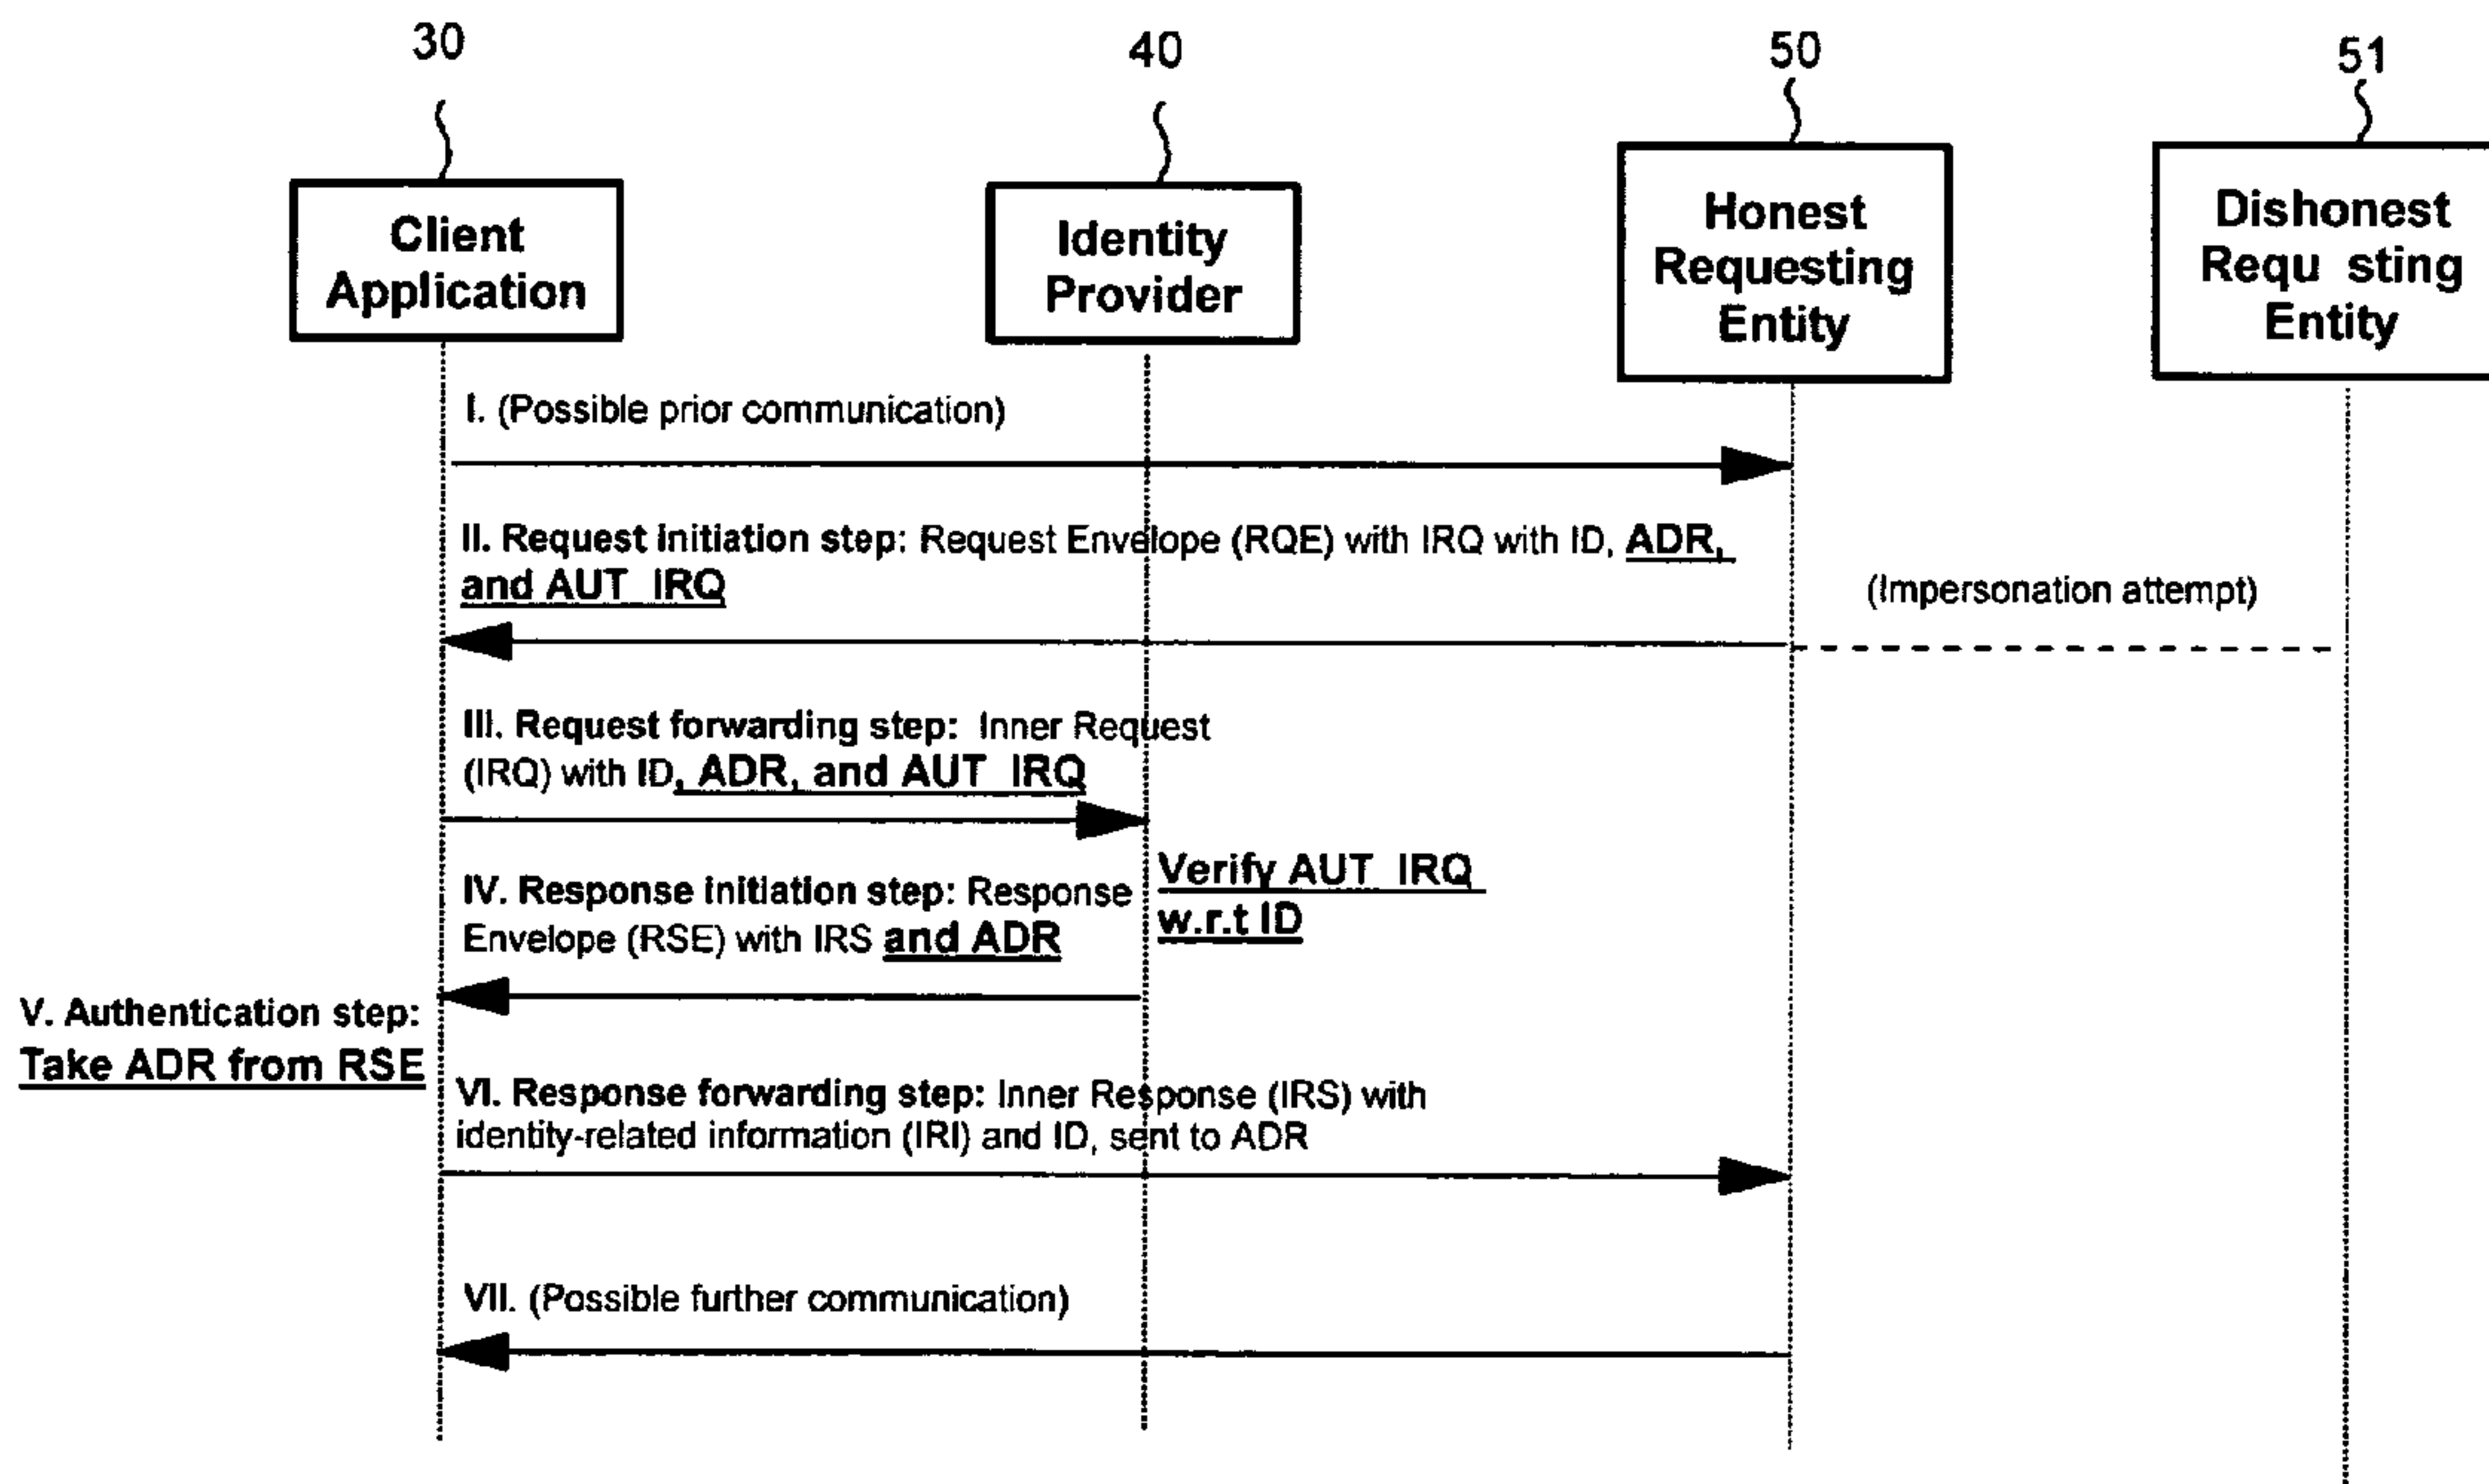 30
40
50
51
Client
Application
Identity
Provider
Honest
Requesting
Entity
Dishonest
Requ sting
Entity
I. (Possible prior communication)
II. Request initiation step: Request Envelope (RQE) with IRQ with ID, ADR,
and AUT_IRQ
(Impersonation attempt)
III. Request forwarding step: Inner Request
(IRQ) with ID, ADR, and AUT_IRQ
Verify AUT_IRQ
w.r.t ID
IV. Response initiation step: Response
Envelope (RSE) with IRS and ADR
V. Authentication step:
Take ADR from RSE
VI. Response forwarding step: Inner Response (IRS) with
identity-related information (IRI) and ID, sent to ADR
VII. (Possible further communication)